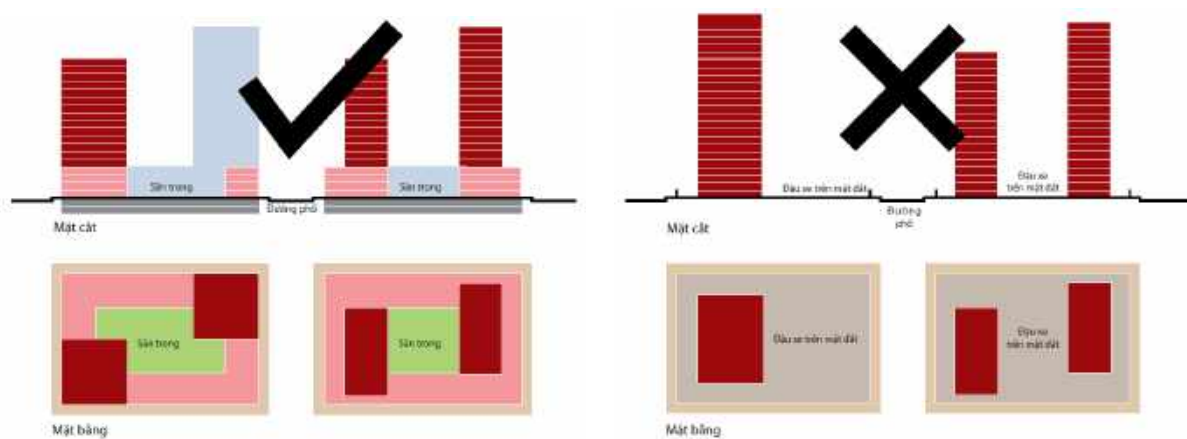 Sân trong
Sân trong
Đường phố
Mặt cắt
Sân trong
Sân trong
Mặt bằng
Đậu xe trên mặt đất
Đậu xe
trên mặt đất
Đường
phố
Mặt cắt
Đậu xe trên mặt đất
Đậu xe
trên mặt đất
Mặt bằng